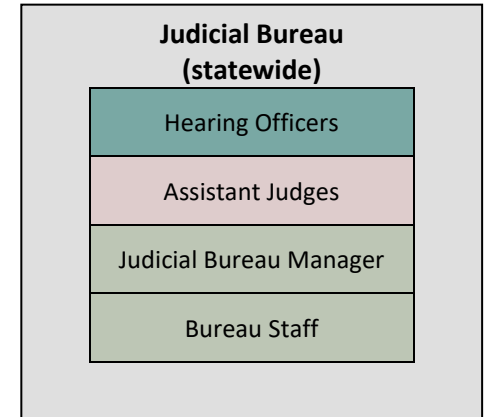 Judicial Bureau
(statewide)
Hearing Officers
Assistant Judges
Judicial Bureau Manager
Bureau Staff